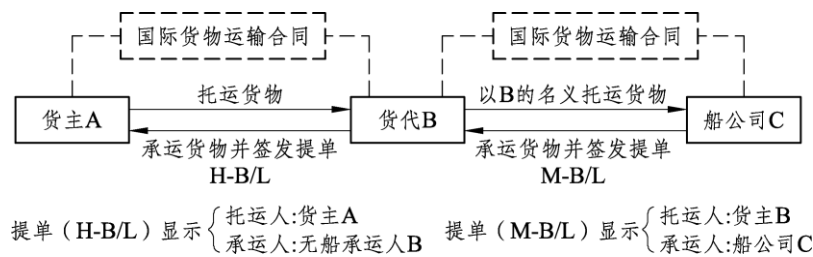 国际货物运输合同 国际货物运输合同
托运货物 以B的名义托运货物
货主A 货代B 船公司C
承运货物并签发提单 承运货物并签发提单
H-B/L M-B/L
提单（H-B/L）显示{托运人:货主A 提单（M-B/L）显示{托运人:货主B
承运人:无船承运人B 承运人:船公司C